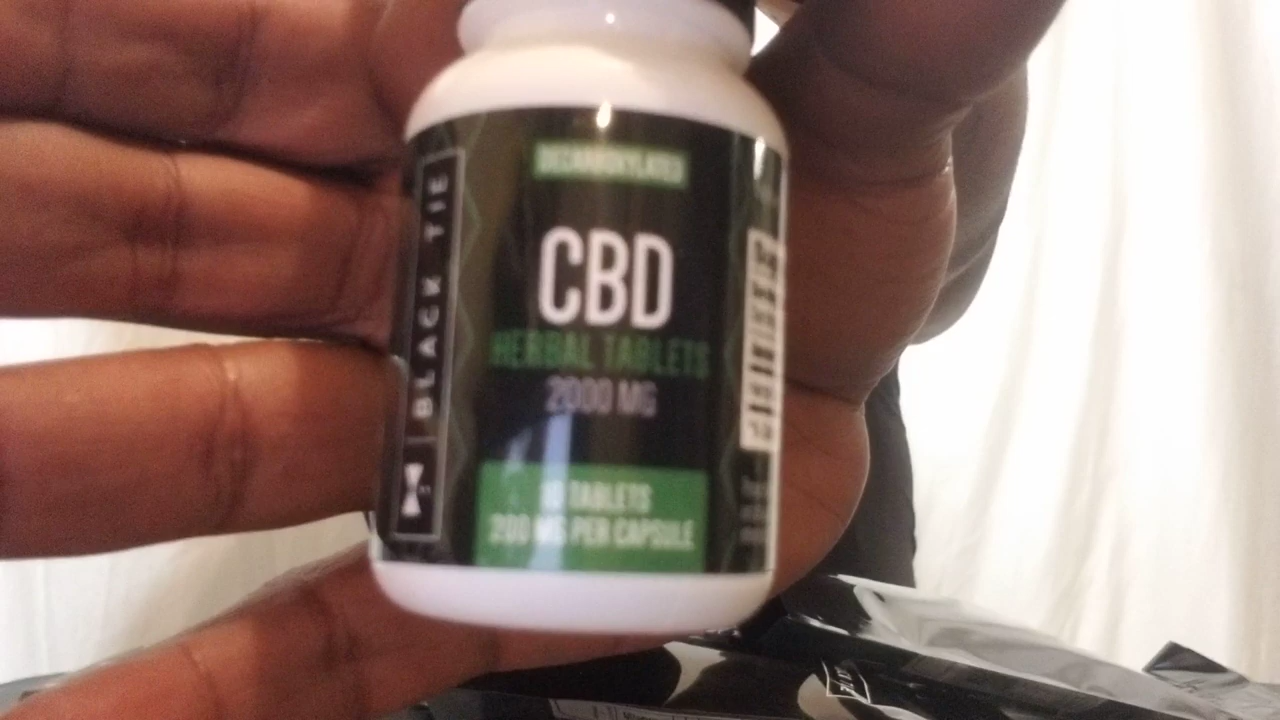 DECARBOXYLATED
CBD
HERBAL TABLETS
2000 MG
10 TABLETS
200 MG PER CAPSULE
BLACK TIE